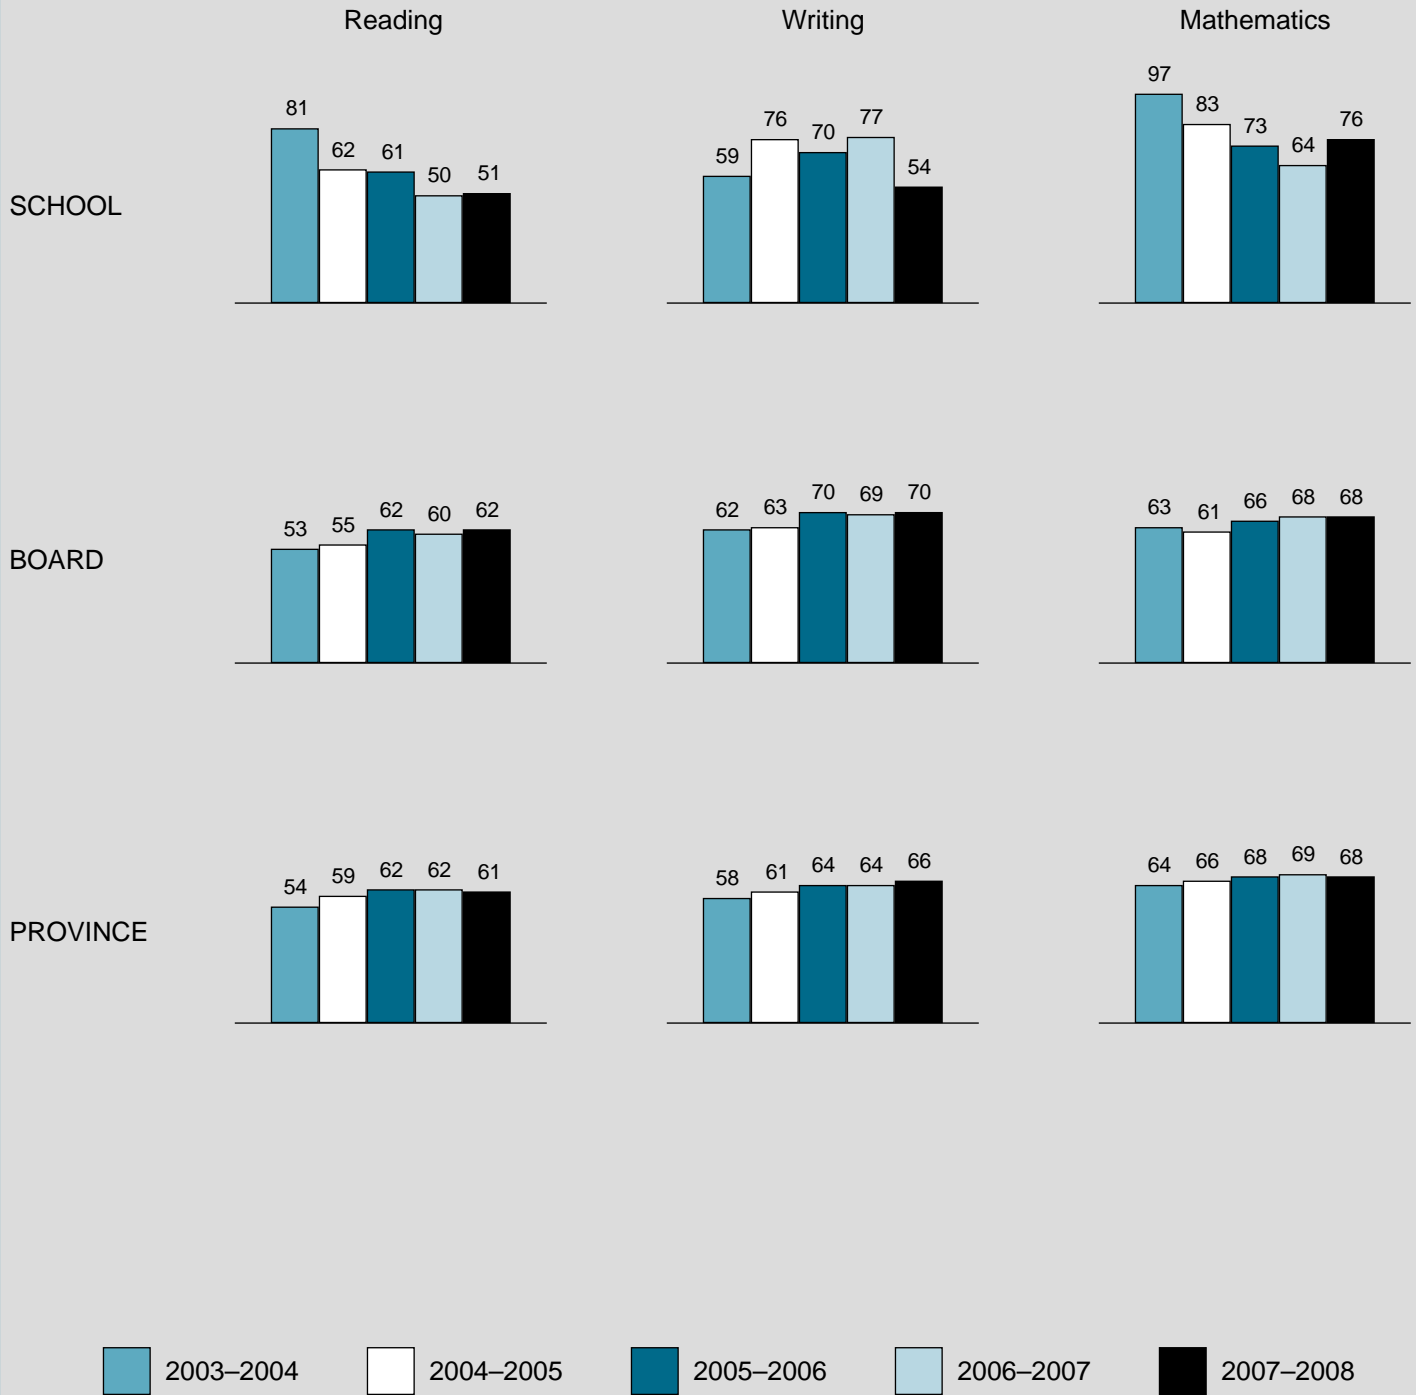 Reading Writing Mathematics
SCHOOL
81 62 61 50 51
59 76 70 77 54
97 83 73 64 76
BOARD
53 55 62 60 62
62 63 70 69 70
63 61 66 68 68
PROVINCE
54 59 62 62 61
58 61 64 64 66
64 66 68 69 68
2003–2004 2004–2005 2005–2006 2006–2007 2007–2008